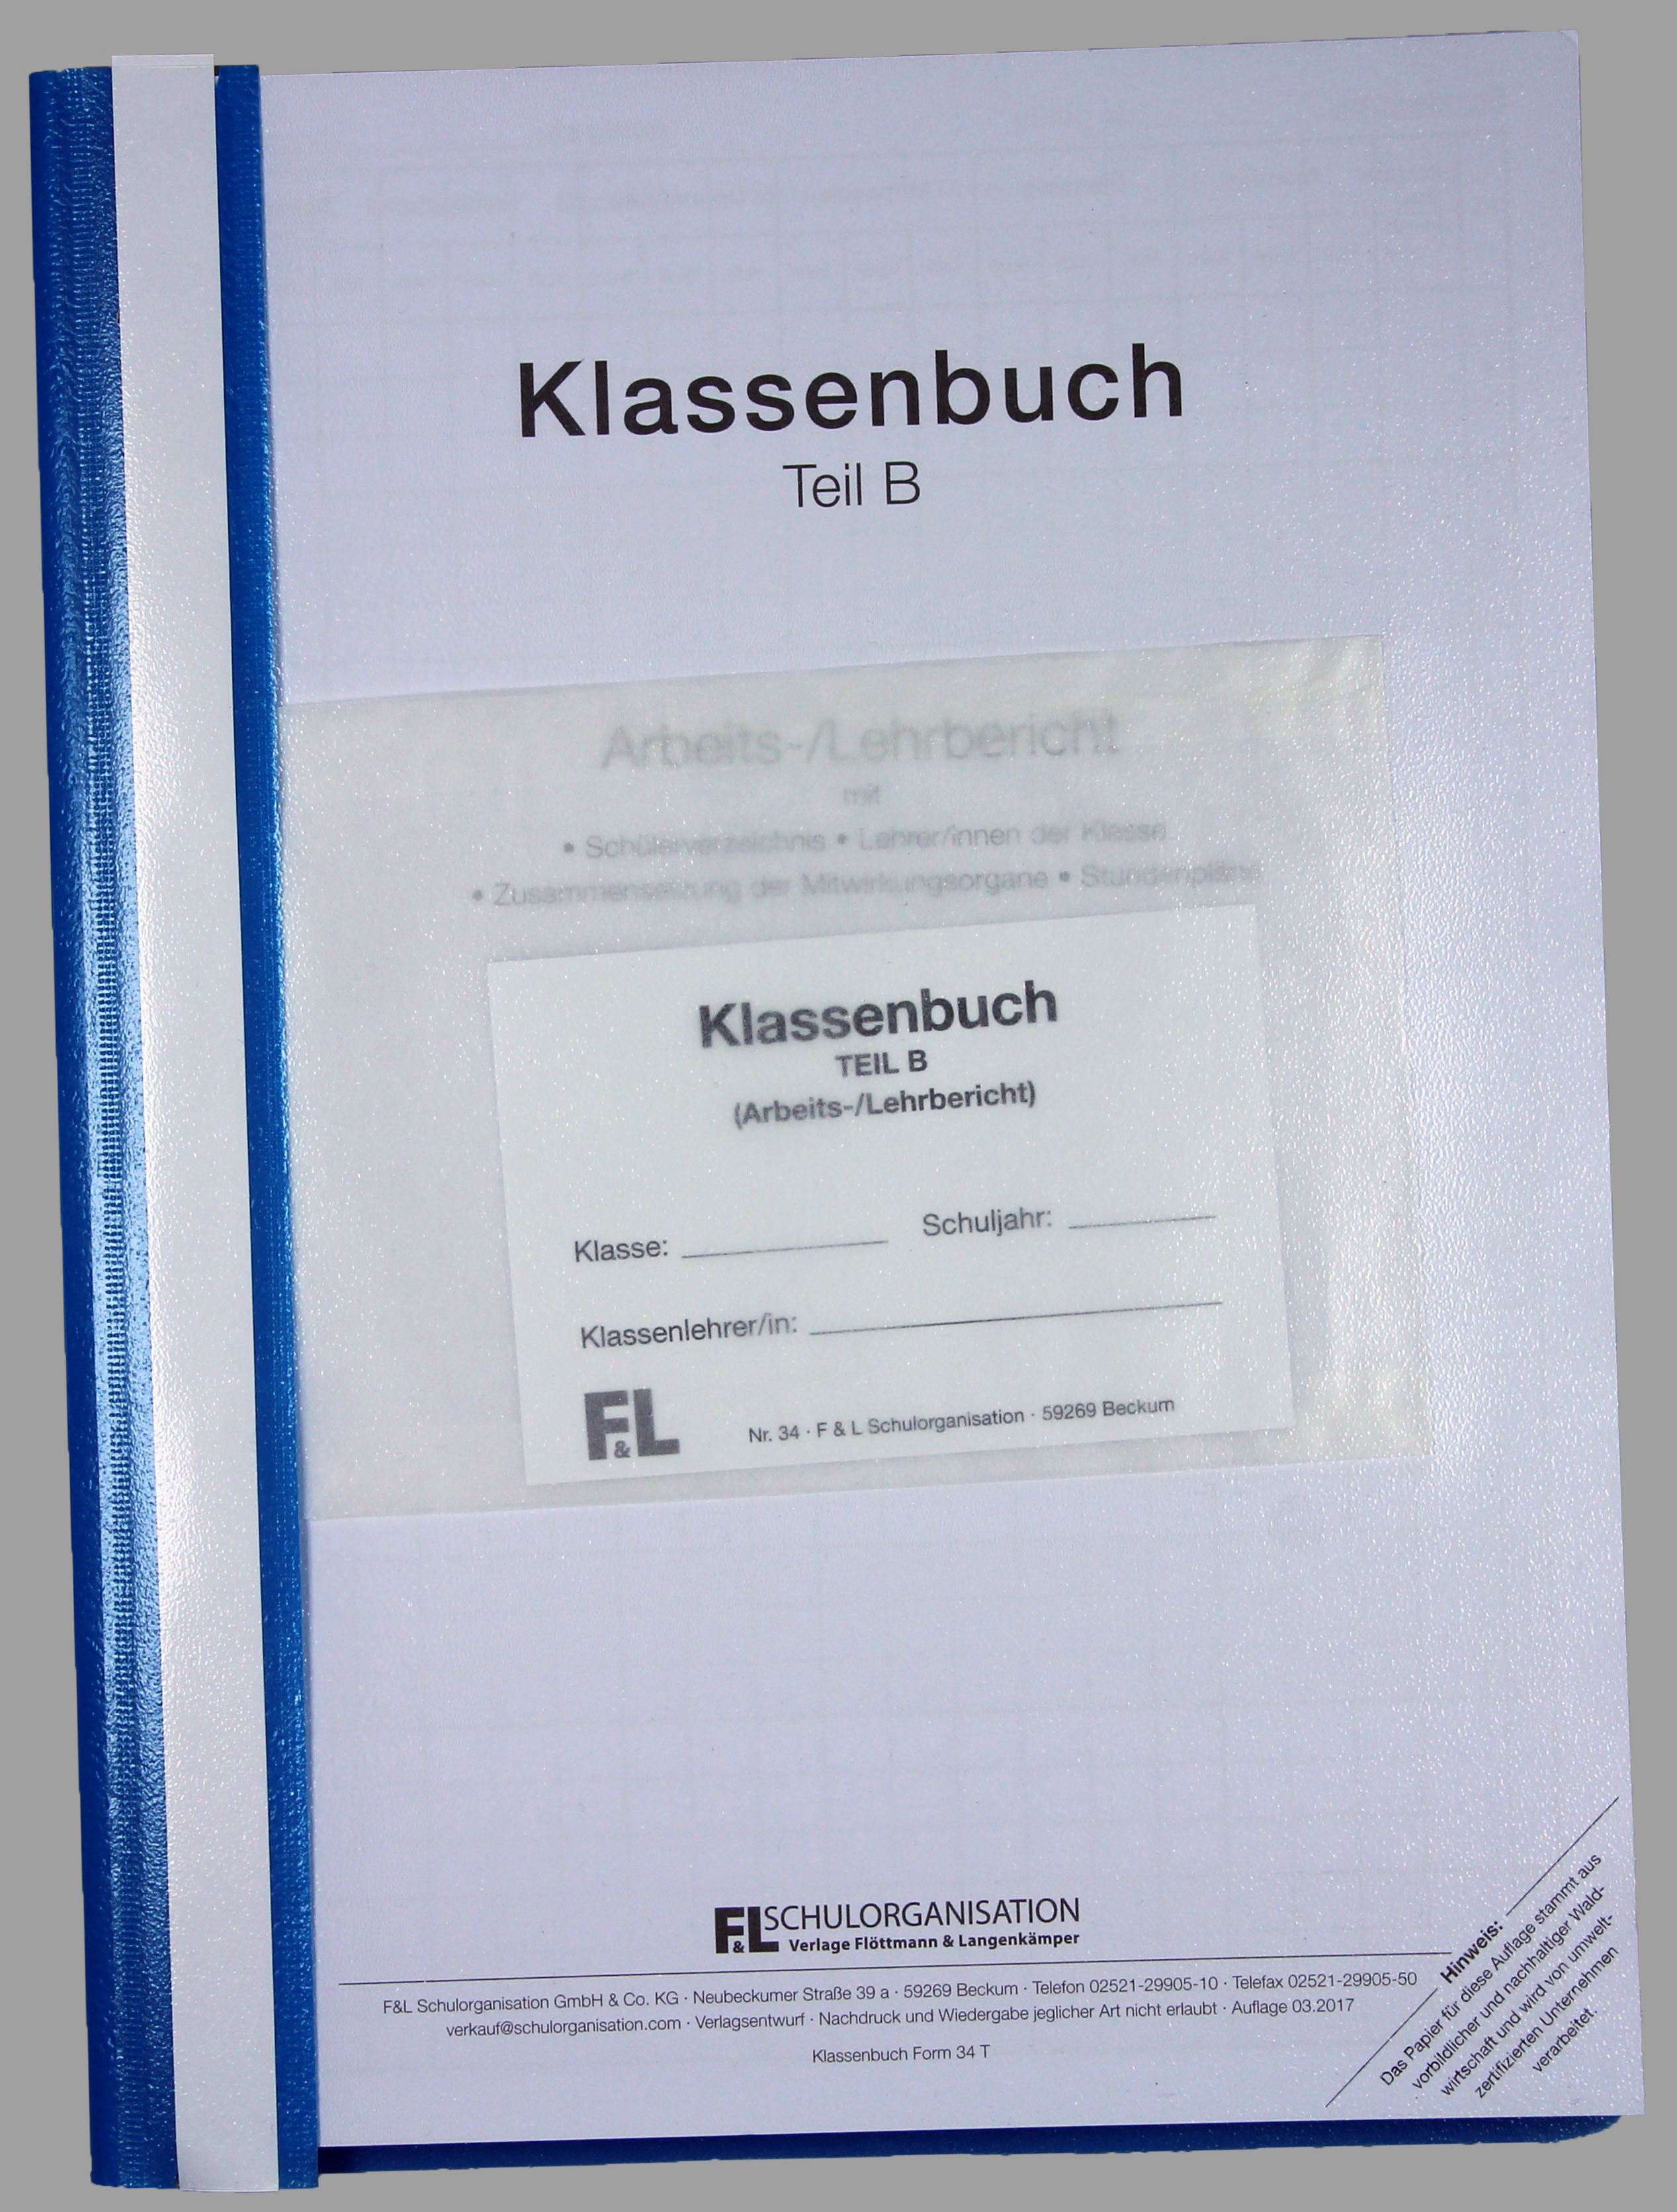 Klassenbuch
Teil B
Arbeits-/Lehrbericht
mit
• Schülerverzeichnis • Lehrer/innen der Klasse
• Zusammensetzung der Mitwirkungsorgane • Stundenpläne
Klassenbuch
TEIL B
(Arbeits-/Lehrbericht)
Klasse: Schuljahr:
Klassenlehrer/in:
F&L Nr. 34 · F & L Schulorganisation · 59269 Beckum
F&L SCHULORGANISATION
Verlage Flöttmann & Langenkämper
F&L Schulorganisation GmbH & Co. KG · Neubeckumer Straße 39 a · 59269 Beckum · Telefon 02521-29905-10 · Telefax 02521-29905-50
verkauf@schulorganisation.com · Verlagsentwurf · Nachdruck und Wiedergabe jeglicher Art nicht erlaubt · Auflage 03.2017
Klassenbuch Form 34 T
Hinweis:
Das Papier für diese Auflage stammt aus
vorbildlicher und nachhaltiger Wald-
wirtschaft und wird von umwelt-
zertifizierten Unternehmen
verarbeitet.